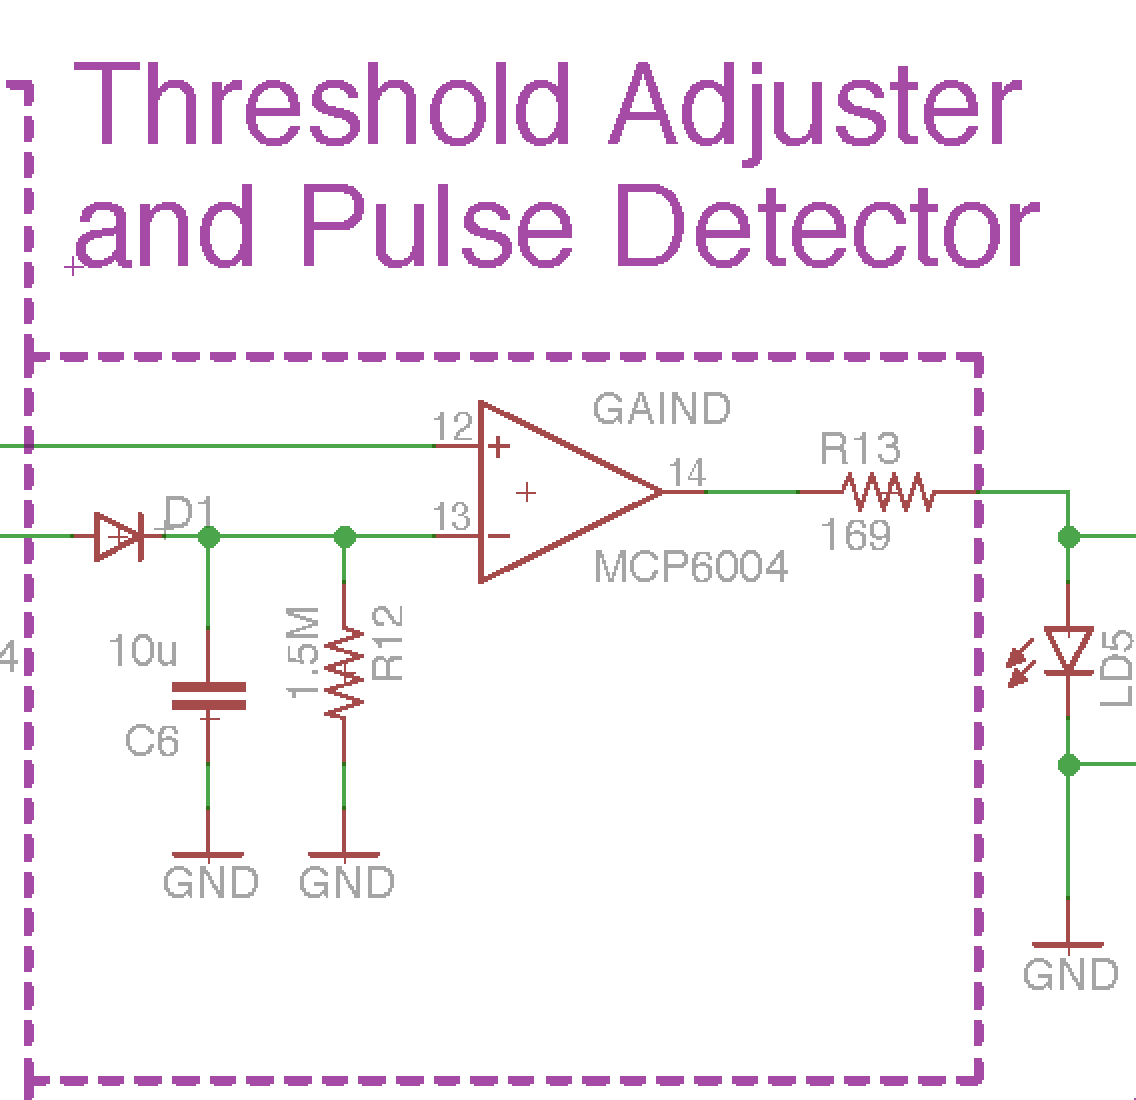 Threshold Adjuster
and Pulse Detector
GAIND
12
14
R13
13
169
MCP6004
D1
10u
C6
1.5M
R12
4
LD5
GND
GND
GND